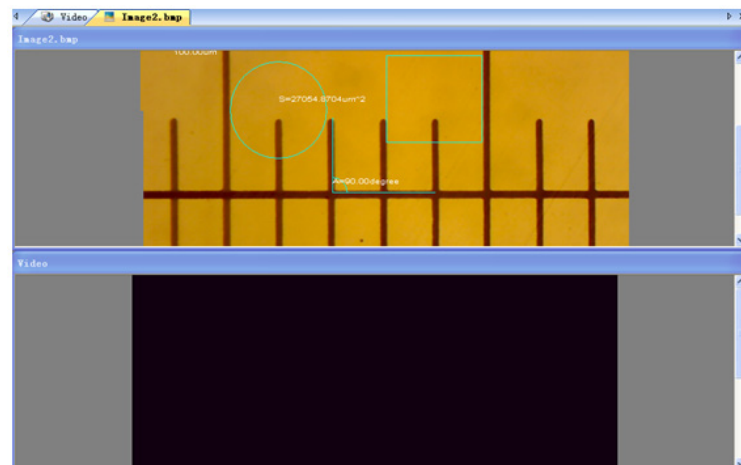 Video Image2.bmp
Image2.bmp
100.00um
S=27054.8704um^2
A=90.00degree
Video